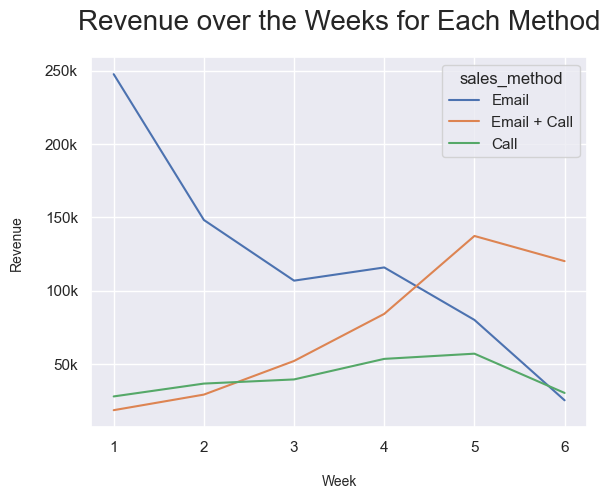 Revenue over the Weeks for Each Method
250k
200k
150k
100k
50k
Revenue
sales_method
Email
Email + Call
Call
1 2 3 4 5 6
Week